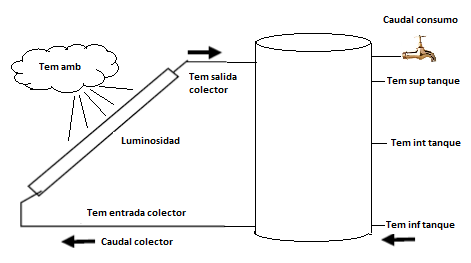 Caudal consumo
Tem amb
Tem salida
colector
Tem sup tanque
Luminosidad
Tem int tanque
Tem entrada colector
Tem inf tanque
Caudal colector